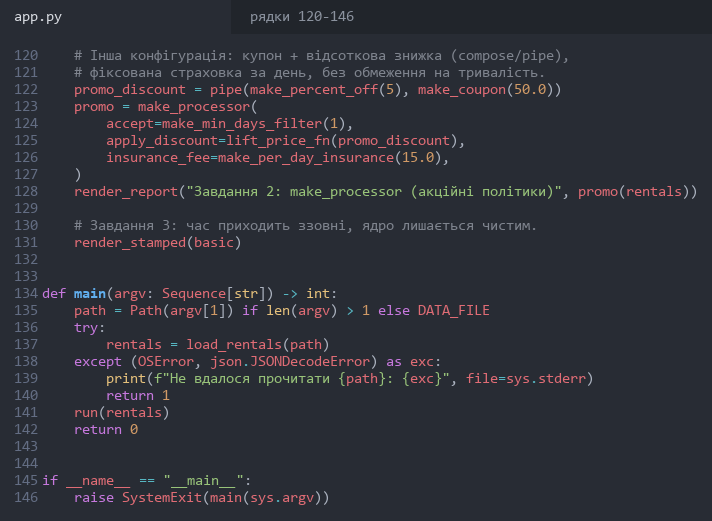 app.py
рядки 120-146
120 # Інша конфігурація: купон + відсоткова знижка (compose/pipe),
121 # фіксована страховка за день, без обмеження на тривалість.
122 promo_discount = pipe(make_percent_off(5), make_coupon(50.0))
123 promo = make_processor(
124 accept=make_min_days_filter(1),
125 apply_discount=lift_price_fn(promo_discount),
126 insurance_fee=make_per_day_insurance(15.0),
127 )
128 render_report("Завдання 2: make_processor (акційні політики)", promo(rentals))
129
130 # Завдання 3: час приходить ззовні, ядро лишається чистим.
131 render_stamped(basic)
132
133
134 def main(argv: Sequence[str]) -> int:
135 path = Path(argv[1]) if len(argv) > 1 else DATA_FILE
136 try:
137 rentals = load_rentals(path)
138 except (OSError, json.JSONDecodeError) as exc:
139 print(f"Не вдалося прочитати {path}: {exc}", file=sys.stderr)
140 return 1
141 run(rentals)
142 return 0
143
144
145 if __name__ == "__main__":
146 raise SystemExit(main(sys.argv))